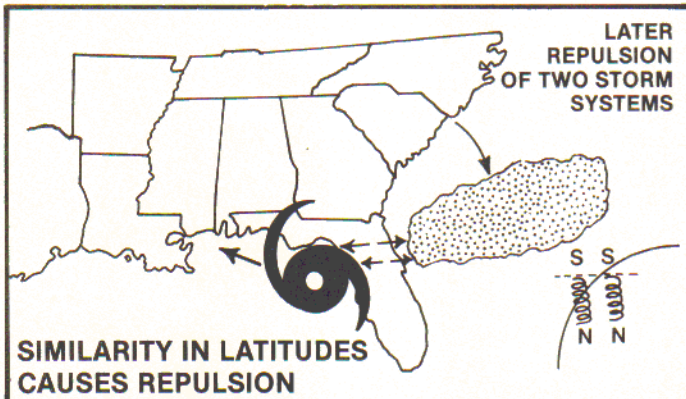 LATER
REPULSION
OF TWO STORM
SYSTEMS
S S
N N
SIMILARITY IN LATITUDES
CAUSES REPULSION